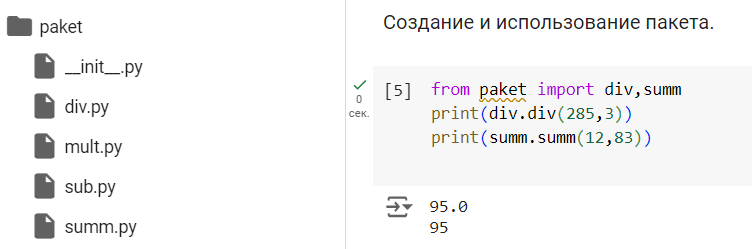 paket
__init__.py
div.py
mult.py
sub.py
summ.py
Создание и использование пакета.
0
сек.
[5] from paket import div,summ
print(div.div(285,3))
print(summ.summ(12,83))
95.0
95